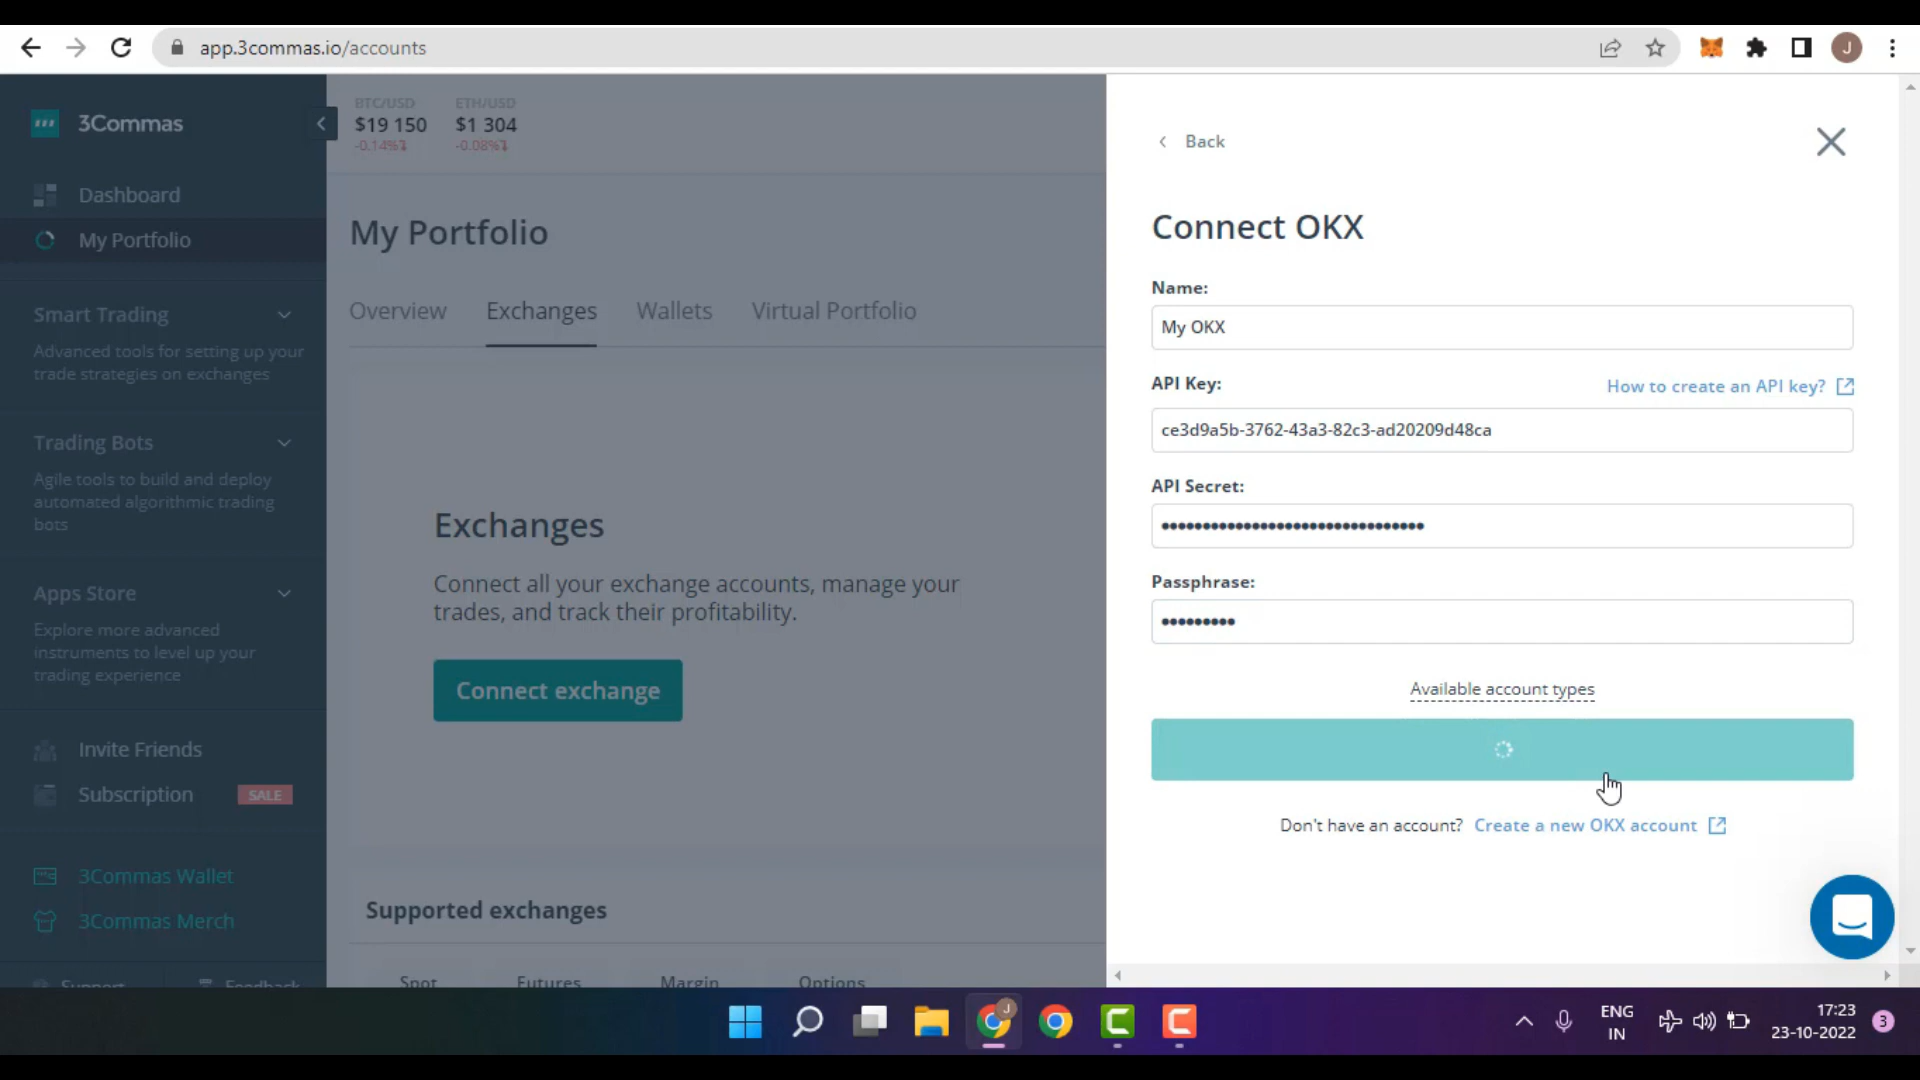 app.3commas.io/accounts
J
3Commas
BTC/USD
ETH/USD
$19 150
$1 304
-0.14%
-0.08%
Dashboard
My Portfolio
Smart Trading
Advanced tools for setting up your
trade strategies on exchanges
Trading Bots
Agile tools to build and deploy
automated algorithmic trading
bots
Apps Store
Explore more advanced
instruments to level up your
trading experience
Invite Friends
Subscription
SALE
3Commas Wallet
3Commas Merch
Support
Feedback
My Portfolio
Overview
Exchanges
Wallets
Virtual Portfolio
Exchanges
Connect all your exchange accounts, manage your
trades, and track their profitability.
Connect exchange
Supported exchanges
Spot
Futures
Margin
Options
Back
Connect OKX
Name:
My OKX
API Key:
How to create an API key?
ce3d9a5b-3762-43a3-82c3-ad20209d48ca
API Secret:
Passphrase:
Available account types
Don't have an account? Create a new OKX account
J
ENG
IN
17:23
23-10-2022
3